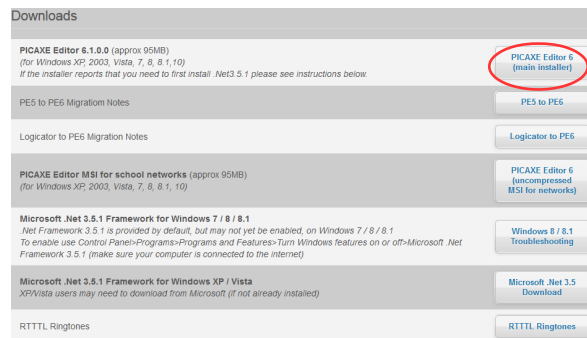 Downloads
PICAXE Editor 6.1.0.0 (approx 95MB)
(for Windows XP, 2003, Vista, 7, 8, 8.1,10)
If the installer reports that you need to first install .Net3.5.1 please see instructions below.
PICAXE Editor 6
(main installer)
PE5 to PE6 Migratiom Notes
PE5 to PE6
Logicator to PE6 Migration Notes
Logicator to PE6
PICAXE Editor MSI for school networks (approx 95MB)
(for Windows XP, 2003, Vista, 7, 8, 8.1, 10)
PICAXE Editor 6
(uncompressed
MSI for networks)
Microsoft .Net 3.5.1 Framework for Windows 7 / 8 / 8.1
.Net Framework 3.5.1 is provided by default, but may not yet be enabled, on Windows 7 / 8 / 8.1
To enable use Control Panel>Programs>Programs and Features>Turn Windows features on or off>Microsoft .Net
Framework 3.5.1 (make sure your computer is connected to the internet)
Windows 8 / 8.1
Troubleshooting
Microsoft .Net 3.5.1 Framework for Windows XP / Vista
XP/Vista users may need to download from Microsoft (if not already installed)
Microsoft .Net 3.5
Download
RTTTL Ringtones
RTTTL Ringtones